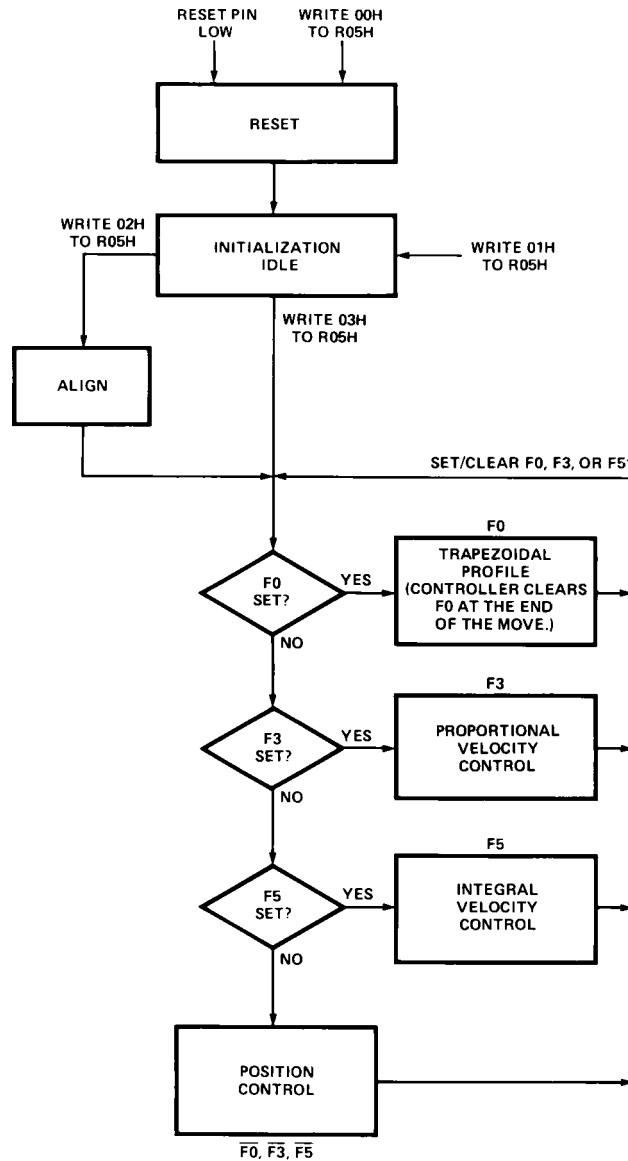 RESET PIN
LOW
WRITE 00H
TO R05H
RESET
WRITE 02H
TO R05H
INITIALIZATION
IDLE
WRITE 01H
TO R05H
WRITE 03H
TO R05H
ALIGN
SET/CLEAR F0, F3, OR F5
F0
F0
SET?
YES
TRAPEZOIDAL
PROFILE
(CONTROLLER CLEARS
F0 AT THE END
OF THE MOVE.)
NO
F3
F3
SET?
YES
PROPORTIONAL
VELOCITY
CONTROL
NO
F5
F5
SET?
YES
INTEGRAL
VELOCITY
CONTROL
NO
POSITION
CONTROL
F̅0̅, F̅3̅, F̅5̅